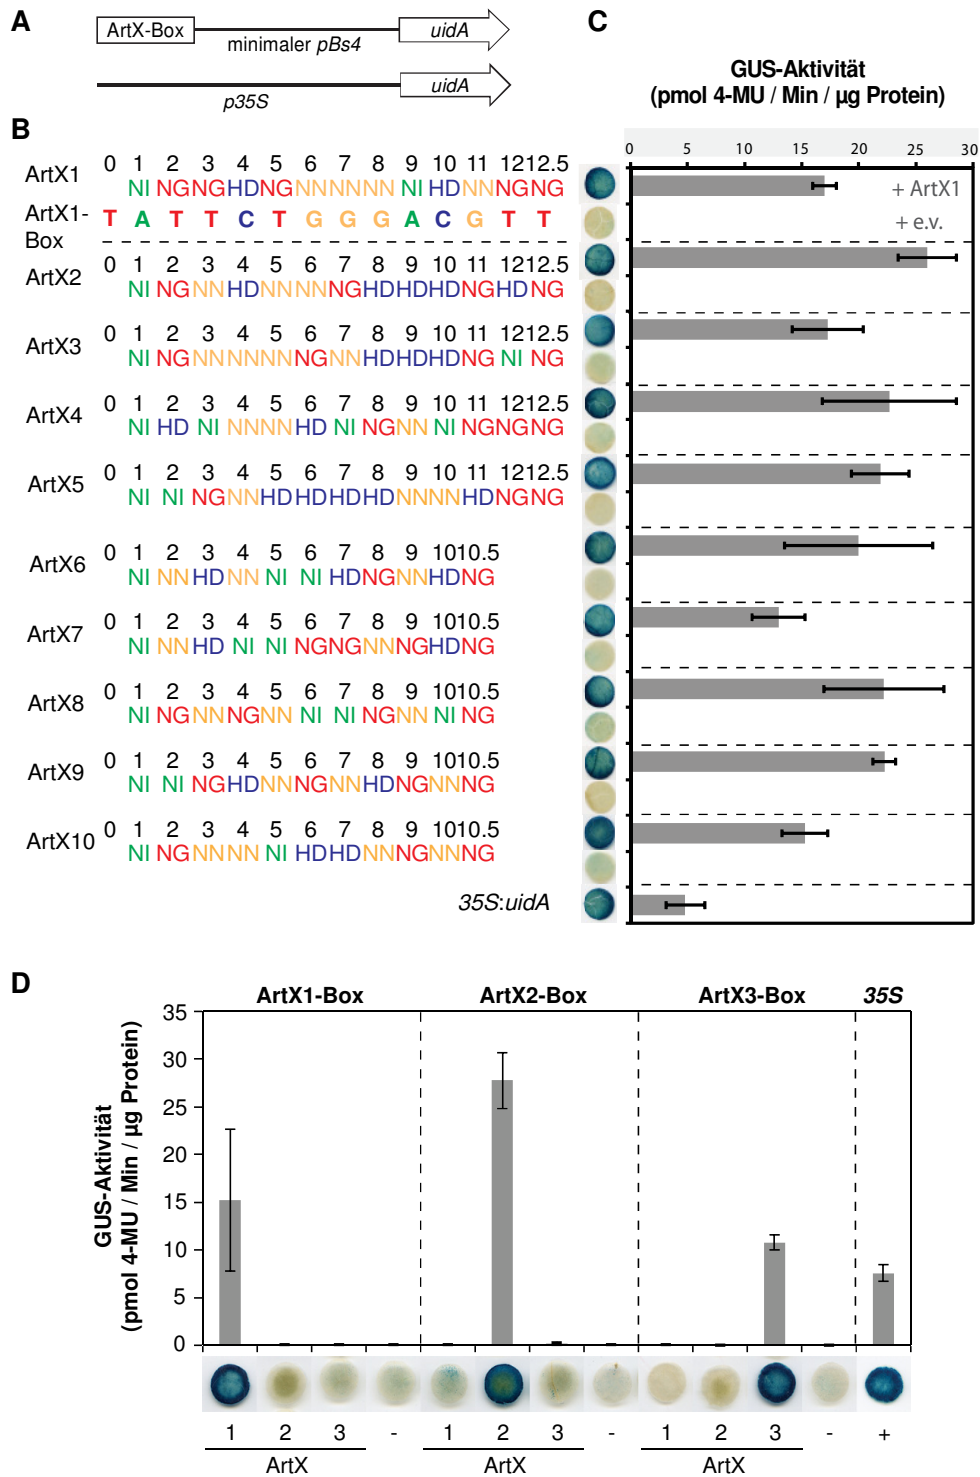 A
ArtX-Box
minimaler pBs4
uidA
p35S
uidA
C
GUS-Aktivität
(pmol 4-MU / Min / µg Protein)
0 5 10 15 20 25 30
+ ArtX1
+ e.v.
B
0 1 2 3 4 5 6 7 8 9 10 11 12 12.5
ArtX1
NI NG NG HD NG NN NN NN NI HD NN NG NG
ArtX1-
Box
T A T T C T G G G A C G T T
0 1 2 3 4 5 6 7 8 9 10 11 12 12.5
ArtX2
NI NG NN HD NN NN NG HD HD HD NG HD NG
0 1 2 3 4 5 6 7 8 9 10 11 12 12.5
ArtX3
NI NG NN NN NN NG NN HD HD HD NG NI NG
0 1 2 3 4 5 6 7 8 9 10 11 12 12.5
ArtX4
NI HD NI NN NN HD NI NG NN NI NG NG NG
0 1 2 3 4 5 6 7 8 9 10 11 12 12.5
ArtX5
NI NI NG NN HD HD HD HD NN NN HD NG NG
0 1 2 3 4 5 6 7 8 9 10 10.5
ArtX6
NI NN HD NN NI NI HD NG NN HD NG
0 1 2 3 4 5 6 7 8 9 10 10.5
ArtX7
NI NN HD NI NI NG NG NN NG HD NG
0 1 2 3 4 5 6 7 8 9 10 10.5
ArtX8
NI NG NN NG NN NI NI NG NN NI NG
0 1 2 3 4 5 6 7 8 9 10 10.5
ArtX9
NI NI NG HD NN NG NN HD NG NN NG
0 1 2 3 4 5 6 7 8 9 10 10.5
ArtX10
NI NG NN NN NI HD HD NN NG NN NG
35S:uidA
D
ArtX1-Box ArtX2-Box ArtX3-Box 35S
GUS-Aktivität
(pmol 4-MU / Min / µg Protein)
35
30
25
20
15
10
5
0
1 2 3 - 1 2 3 - 1 2 3 - +
ArtX ArtX ArtX